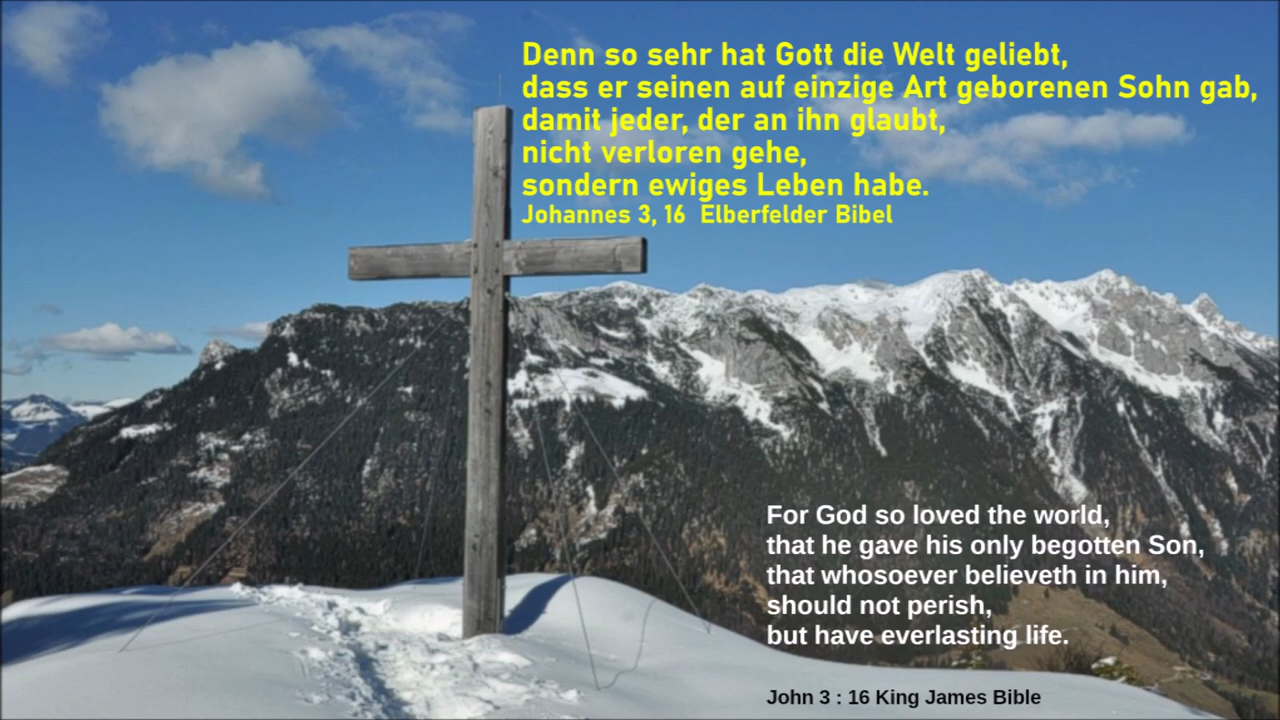 Denn so sehr hat Gott die Welt geliebt,
dass er seinen auf einzige Art geborenen Sohn gab,
damit jeder, der an ihn glaubt,
nicht verloren gehe,
sondern ewiges Leben habe.
Johannes 3, 16 Elberfelder Bibel
For God so loved the world,
that he gave his only begotten Son,
that whosoever believeth in him,
should not perish,
but have everlasting life.
John 3 : 16 King James Bible